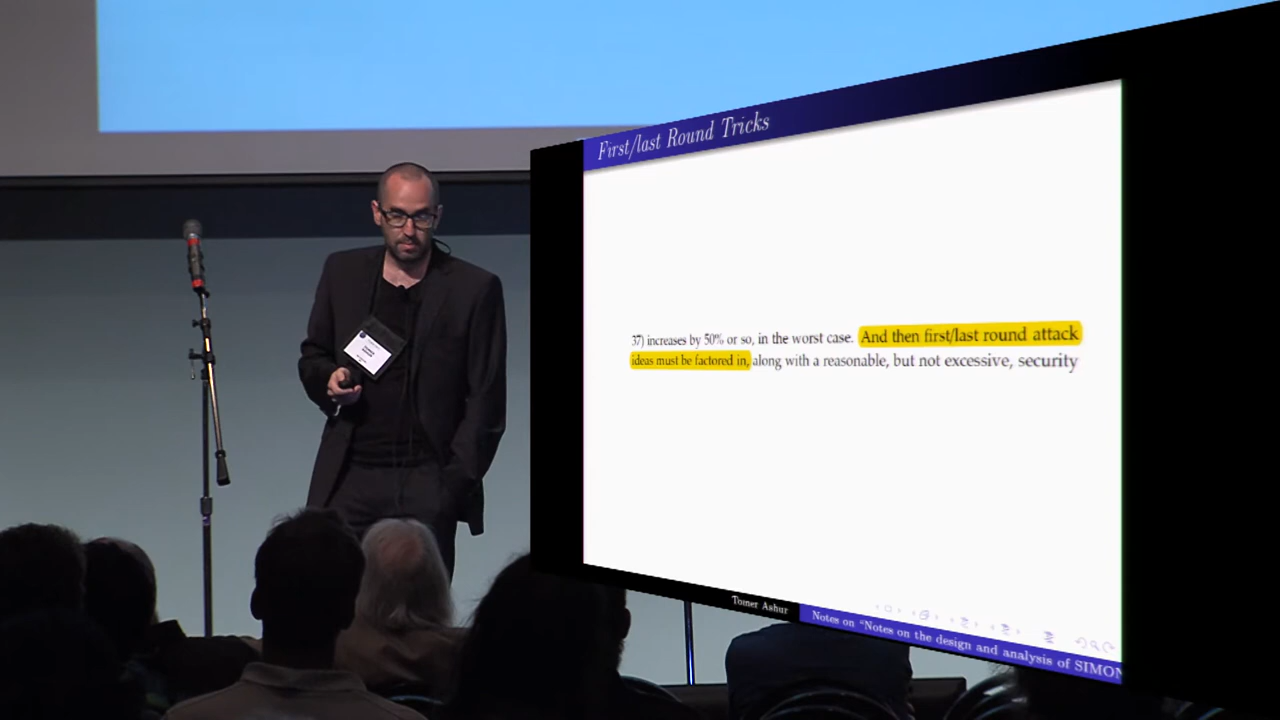 First/last Round Tricks
37) increases by 50% or so, in the worst case. And then first/last round attack
ideas must be factored in, along with a reasonable, but not excessive, security
Tomer Ashur
Notes on “Notes on the design and analysis of SIMON